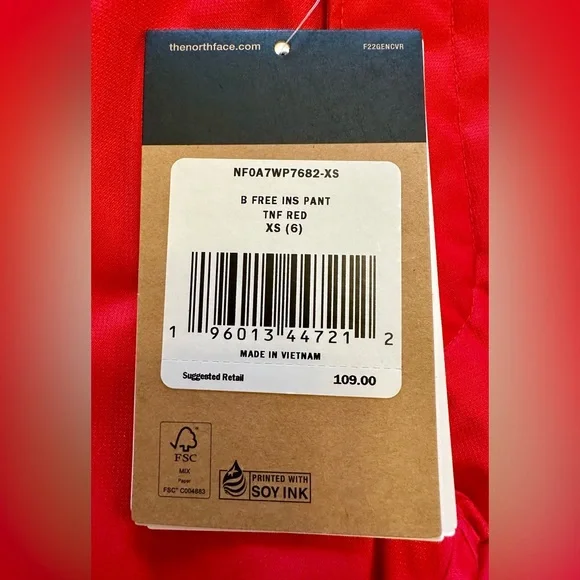 thenorthface.com F22GENCVR
NF0A7WP7682-XS
B FREE INS PANT
TNF RED
XS (6)
1 96013 44721 2
MADE IN VIETNAM
Suggested Retail 109.00
FSC
MIX
Paper
FSC® C004883
PRINTED WITH
SOY INK